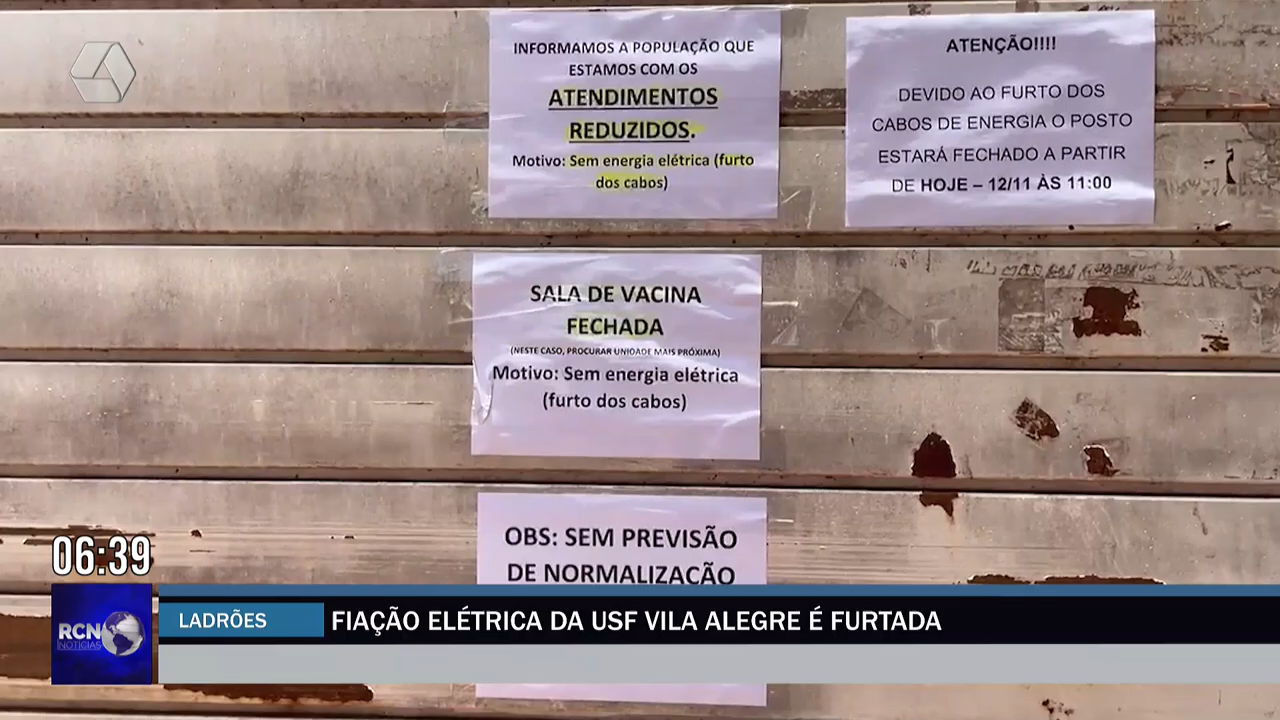 INFORMAMOS A POPULAÇÃO QUE
ESTAMOS COM OS
ATENDIMENTOS
REDUZIDOS.
Motivo: Sem energia elétrica (furto
dos cabos)
ATENÇÃO!!!!
DEVIDO AO FURTO DOS
CABOS DE ENERGIA O POSTO
ESTARÁ FECHADO A PARTIR
DE HOJE – 12/11 ÀS 11:00
SALA DE VACINA
FECHADA
(NESTE CASO, PROCURAR UNIDADE MAIS PRÓXIMA)
Motivo: Sem energia elétrica
(furto dos cabos)
OBS: SEM PREVISÃO
DE NORMALIZAÇÃO
06:39
RCN
NOTÍCIAS
LADRÕES
FIAÇÃO ELÉTRICA DA USF VILA ALEGRE É FURTADA